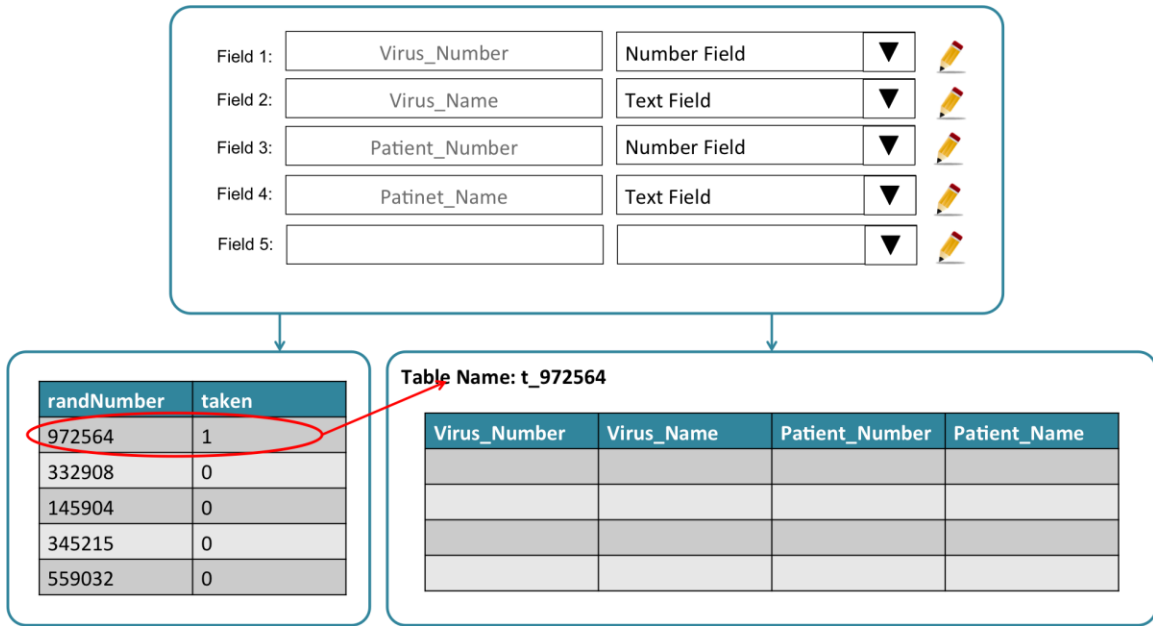 Field 1: Virus_Number Number Field
Field 2: Virus_Name Text Field
Field 3: Patient_Number Number Field
Field 4: Patinet_Name Text Field
Field 5:
randNumber taken
972564 1
332908 0
145904 0
345215 0
559032 0
Table Name: t_972564
Virus_Number Virus_Name Patient_Number Patient_Name